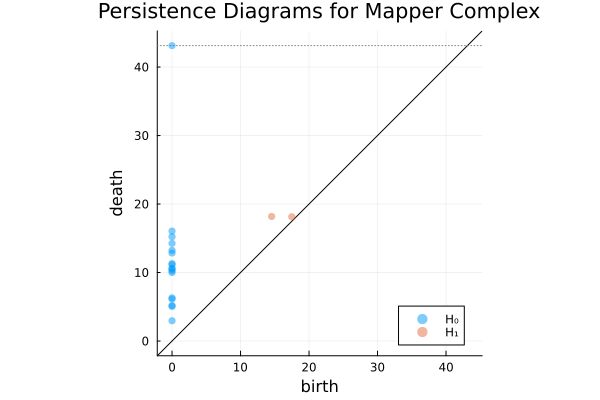 Persistence Diagrams for Mapper Complex
death
40
30
20
10
0
0 10 20 30 40
birth
H₀
H₁